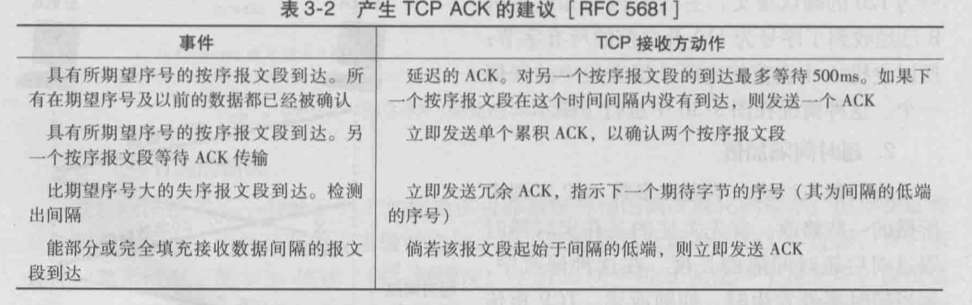 表 3-2 产生 TCP ACK 的建议 [RFC 5681]
事件
TCP 接收方动作
具有所期望序号的按序报文段到达。所
有在期望序号及以前的数据都已经被确认
延迟的 ACK。对另一个按序报文段的到达最多等待 500ms。如果下
一个按序报文段在这个时间间隔内没有到达，则发送一个 ACK
具有所期望序号的按序报文段到达。另
一个按序报文段等待 ACK 传输
立即发送单个累积 ACK，以确认两个按序报文段
比期望序号大的失序报文段到达。检测
出间隔
立即发送冗余 ACK，指示下一个期待字节的序号（其为间隔的低端
的序号）
能部分或完全填充接收数据间隔的报文
段到达
倘若该报文段起始于间隔的低端，则立即发送 ACK